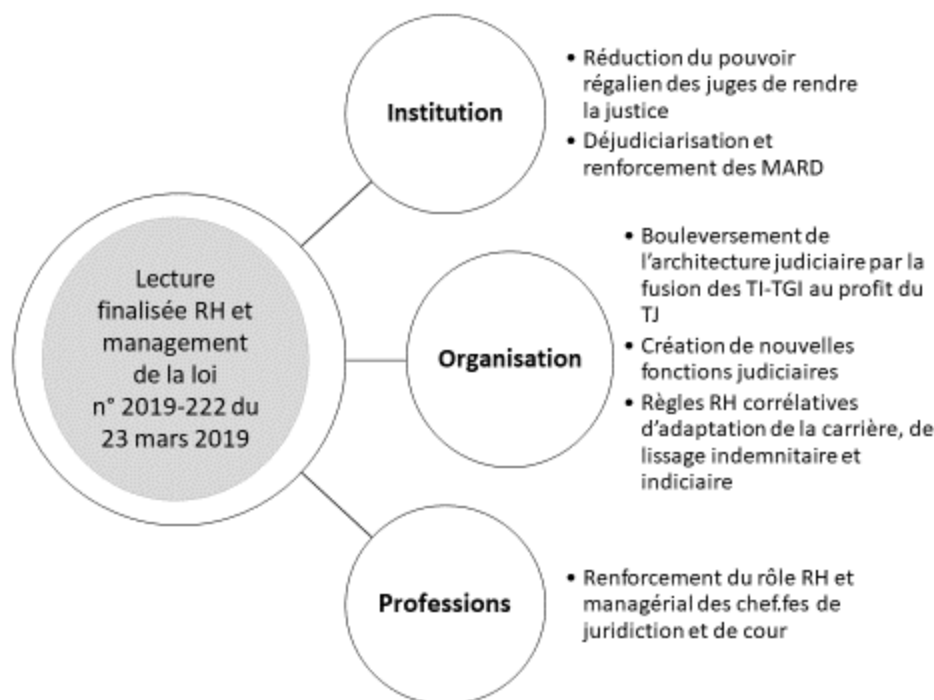 Lecture
finalisée RH et
management
de la loi
n° 2019-222 du
23 mars 2019
Institution
• Réduction du pouvoir
régalien des juges de rendre
la justice
• Déjudiciarisation et
renforcement des MARD
Organisation
• Bouleversement de
l'architecture judiciaire par la
fusion des TI-TGI au profit du
TJ
• Création de nouvelles
fonctions judiciaires
• Règles RH corrélatives
d'adaptation de la carrière, de
lissage indemnitaire et
indiciaire
Professions
• Renforcement du rôle RH et
managérial des chef.fes de
juridiction et de cour